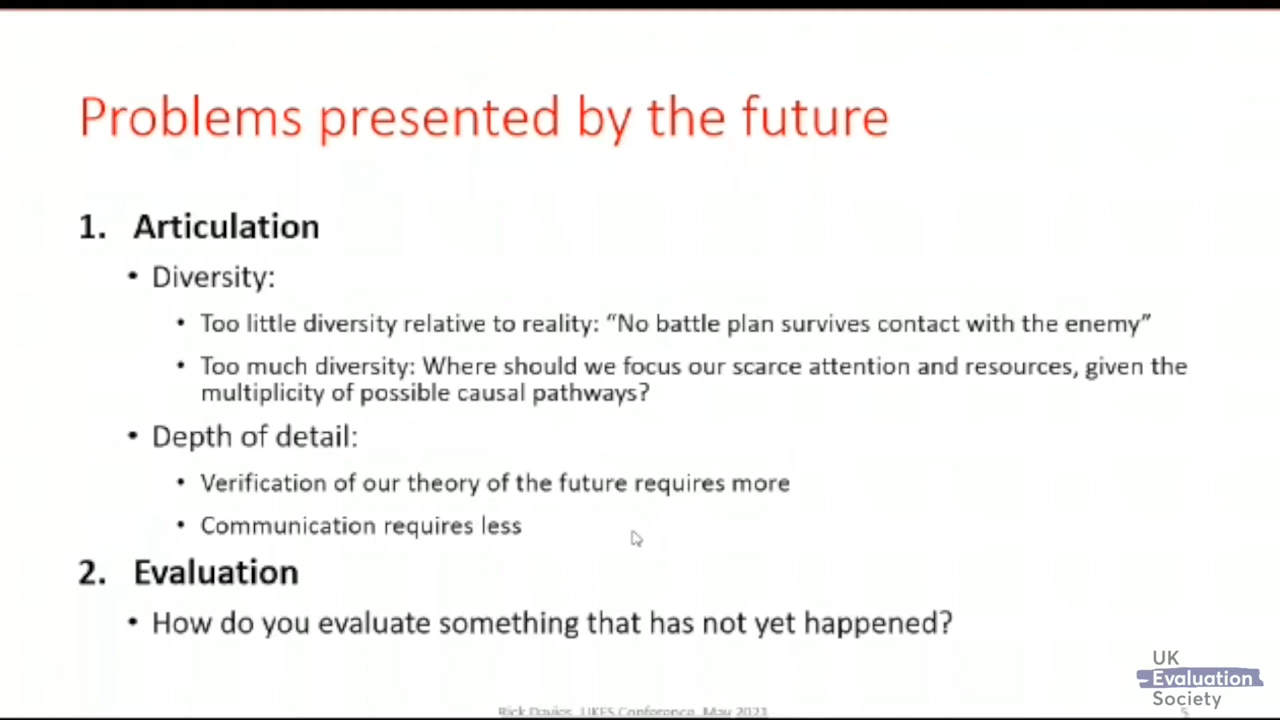 Problems presented by the future
1. Articulation
• Diversity:
• Too little diversity relative to reality: “No battle plan survives contact with the enemy”
• Too much diversity: Where should we focus our scarce attention and resources, given the
multiplicity of possible causal pathways?
• Depth of detail:
• Verification of our theory of the future requires more
• Communication requires less
2. Evaluation
• How do you evaluate something that has not yet happened?
UK
Evaluation
Society
Rick Davies, UKES Conference, May 2021
5